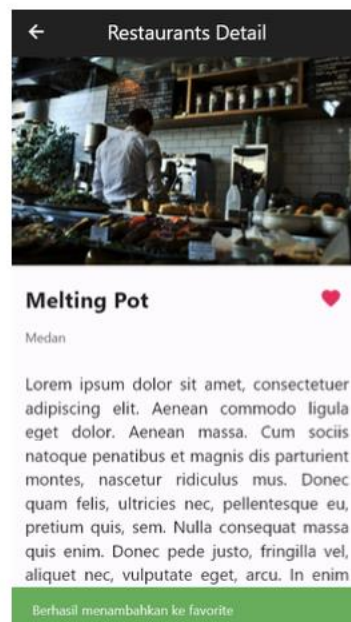 Restaurants Detail
Melting Pot
Medan
Lorem ipsum dolor sit amet, consectetuer
adipiscing elit. Aenean commodo ligula
eget dolor. Aenean massa. Cum sociis
natoque penatibus et magnis dis parturient
montes, nascetur ridiculus mus. Donec
quam felis, ultricies nec, pellentesque eu,
pretium quis, sem. Nulla consequat massa
quis enim. Donec pede justo, fringilla vel,
aliquet nec, vulputate eget, arcu. In enim
Berhasil menambahkan ke favorite